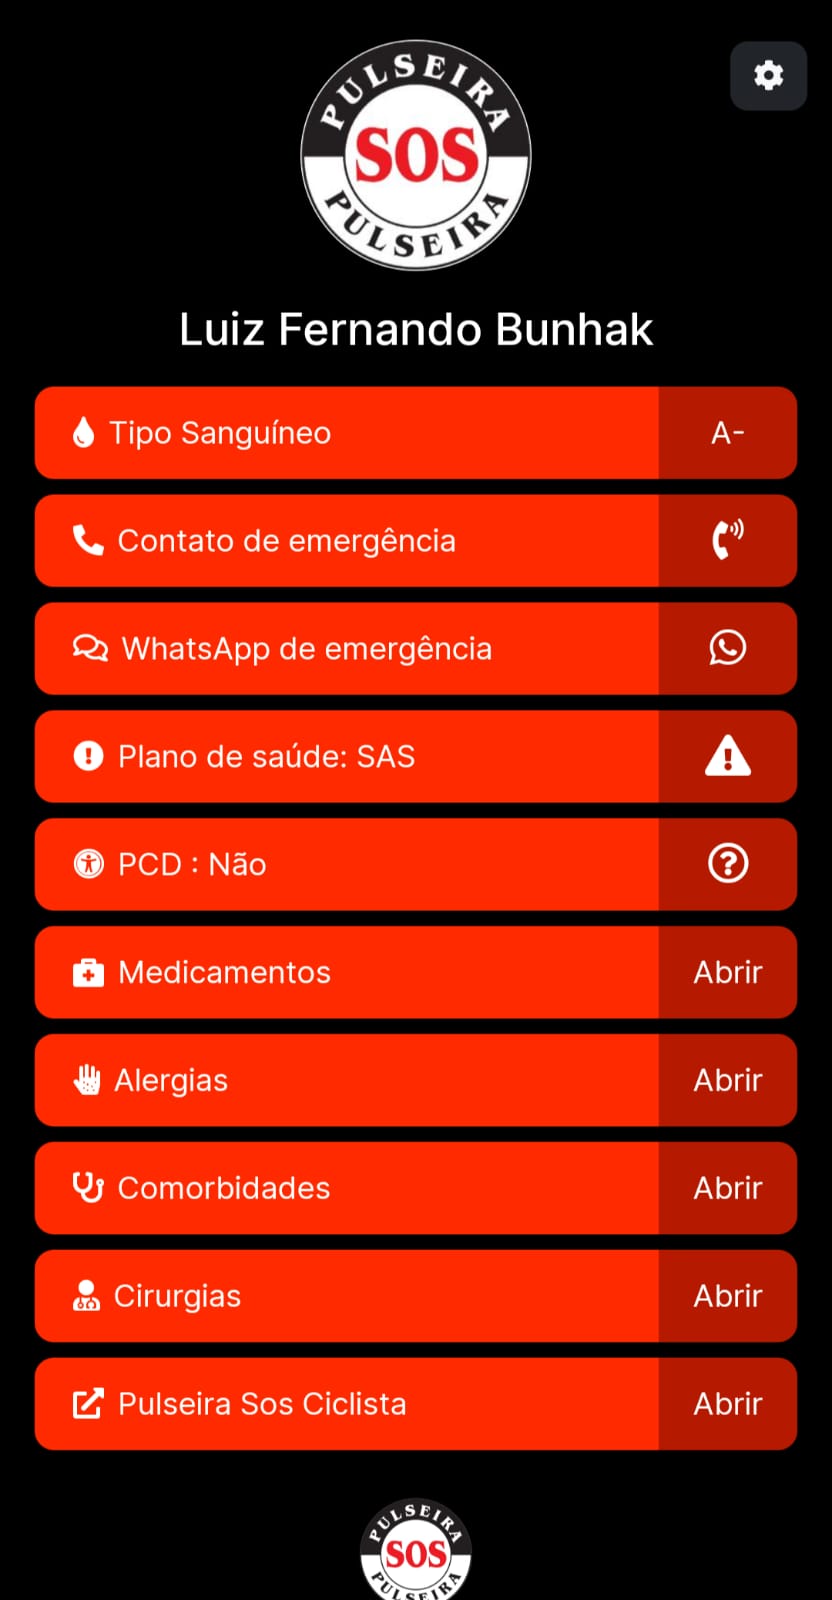 PULSEIRA
SOS
PULSEIRA
Luiz Fernando Bunhak
Tipo Sanguíneo A-
Contato de emergência
WhatsApp de emergência
Plano de saúde: SAS
PCD : Não
Medicamentos Abrir
Alergias Abrir
Comorbidades Abrir
Cirurgias Abrir
Pulseira Sos Ciclista Abrir
PULSEIRA
SOS
PULSEIRA